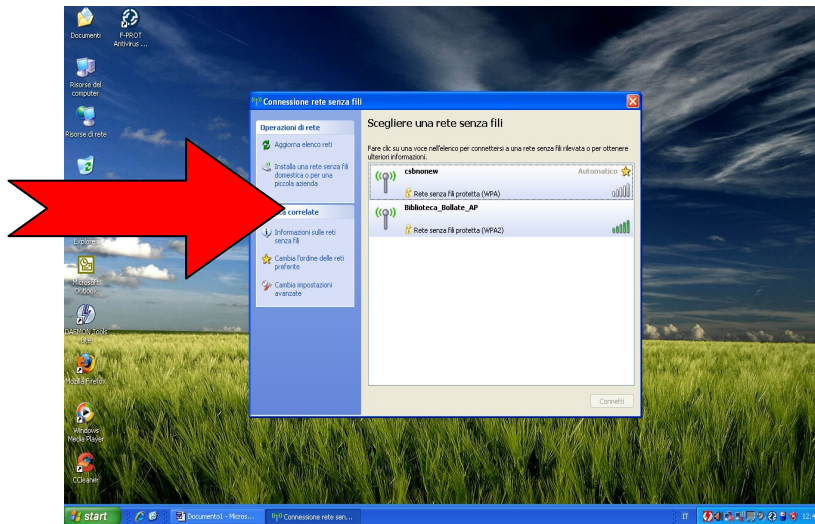 Documenti
F-PROT
Antivirus ...
Risorse del
computer
Risorse di rete
Explore
Microsoft
Outlook
DAEMON Tools
Lite
Mozilla Firefox
Windows
Media Player
CCleaner
Connessione rete senza fili
Operazioni di rete
Aggiorna elenco reti
Installa una rete senza fili
domestica o per una
piccola azienda
correlate
Informazioni sulle reti
senza fili
Cambia l'ordine delle reti
preferite
Cambia impostazioni
avanzate
Scegliere una rete senza fili
Fare clic su una voce nell'elenco per connettersi a una rete senza fili rilevata o per ottenere
ulteriori informazioni.
csbnonew Automatico
Rete senza fili protetta (WPA)
Biblioteca_Bollate_AP
Rete senza fili protetta (WPA2)
Connetti
start
Documento1 - Micros...
Connessione rete sen...
IT